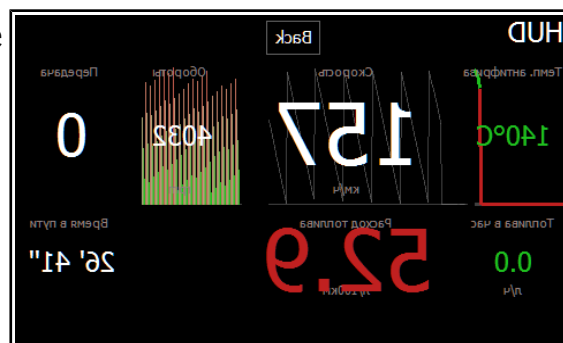 HUD
Back
Темп. антифриза
Скорость
Обороты
Передача
140°C
157
4032
0
км/ч
Топлива в час
Расход топлива
Время в пути
0.0
52.9
26' 41"
л/ч
л/100км